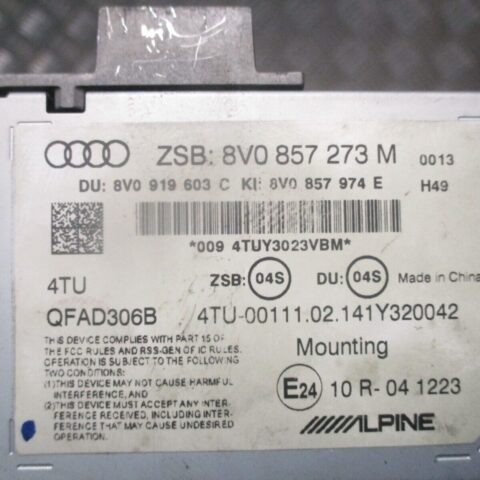 ZSB: 8V0 857 273 M 0013
DU: 8V0 919 603 C KI: 8V0 857 974 E H49
*009 4TUY3023VBM*
4TU ZSB: 04S DU: 04S Made in China
QFAD306B 4TU-00111.02.141Y320042
THIS DEVICE COMPLIES WITH PART 15 OF
THE FCC RULES AND RSS-GEN OF IC RULES.
OPERATION IS SUBJECT TO THE FOLLOWING
TWO CONDITIONS:
(1) THIS DEVICE MAY NOT CAUSE HARMFUL
INTERFERENCE, AND
(2) THIS DEVICE MUST ACCEPT ANY INTER-
FERENCE RECEIVED, INCLUDING INTER-
FERENCE THAT MAY CAUSE UNDESIRED
OPERATION.
Mounting
E24 10 R- 04 1223
ALPINE